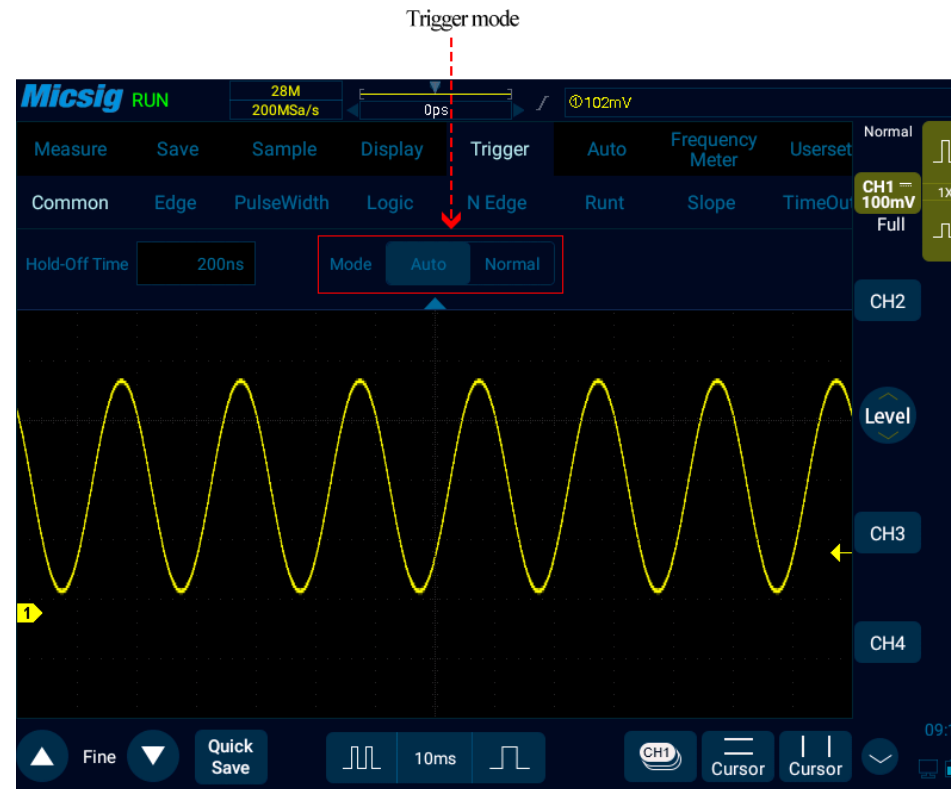 Trigger mode
Micsig RUN
28M
200MSa/s
0ps
①102mV
Measure Save Sample Display Trigger Auto Frequency Meter Userset
Common Edge PulseWidth Logic N Edge Runt Slope TimeOut
Hold-Off Time 200ns Mode Auto Normal
Normal
CH1
100mV
1X
Full
CH2
Level
CH3
CH4
1
Fine
Quick
Save
10ms
CH1
Cursor
Cursor